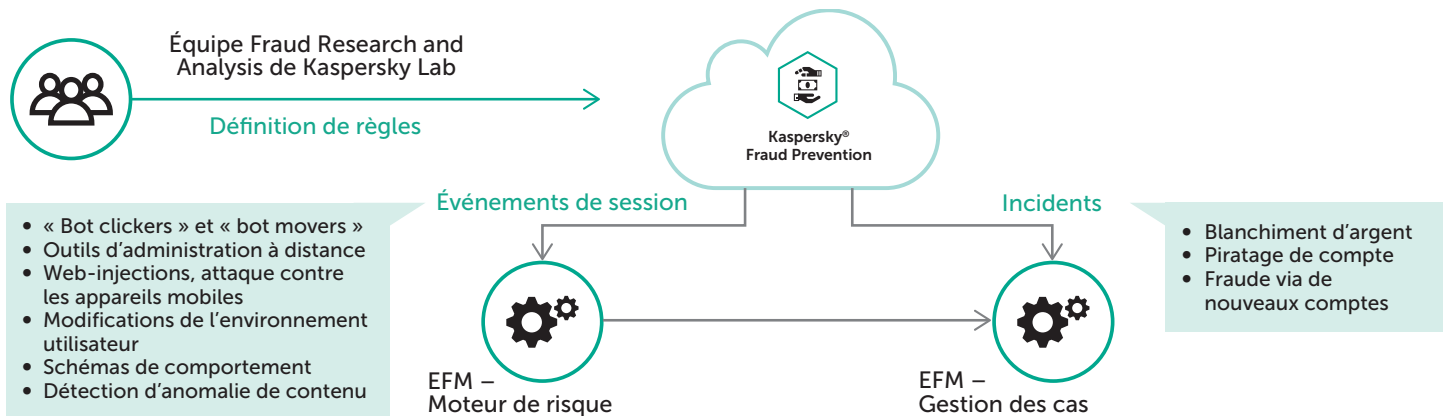 Équipe Fraud Research and
Analysis de Kaspersky Lab
Définition de règles
Kaspersky®
Fraud Prevention
Événements de session
Incidents
• « Bot clickers » et « bot movers »
• Outils d’administration à distance
• Web-injections, attaque contre
les appareils mobiles
• Modifications de l’environnement
utilisateur
• Schémas de comportement
• Détection d’anomalie de contenu
• Blanchiment d’argent
• Piratage de compte
• Fraude via de
nouveaux comptes
EFM –
Moteur de risque
EFM –
Gestion des cas